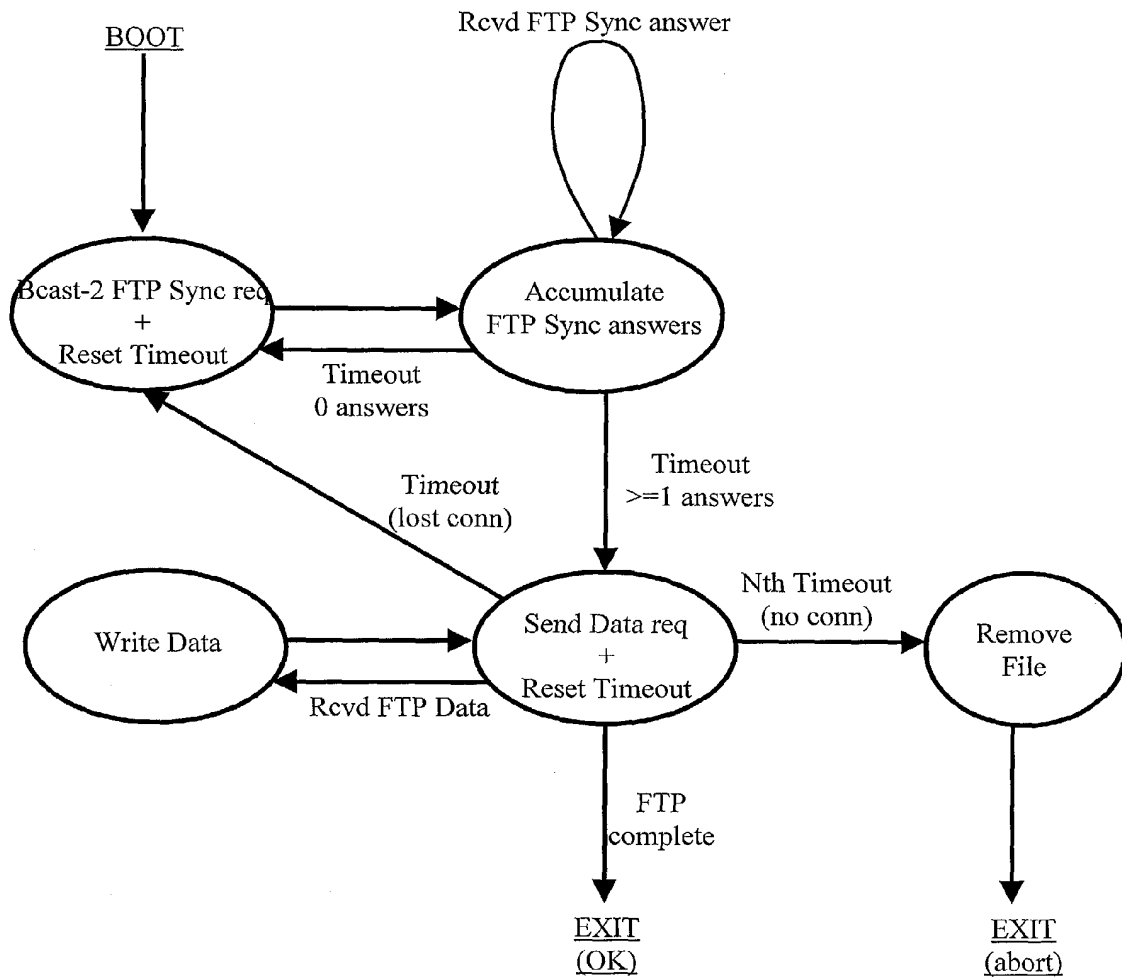 BOOT
Rcvd FTP Sync answer
Bcast-2 FTP Sync req
+
Reset Timeout
Accumulate
FTP Sync answers
Timeout
0 answers
Timeout
>=1 answers
Timeout
(lost conn)
Write Data
Rcvd FTP Data
Send Data req
+
Reset Timeout
Nth Timeout
(no conn)
Remove
File
FTP
complete
EXIT
(OK)
EXIT
(abort)